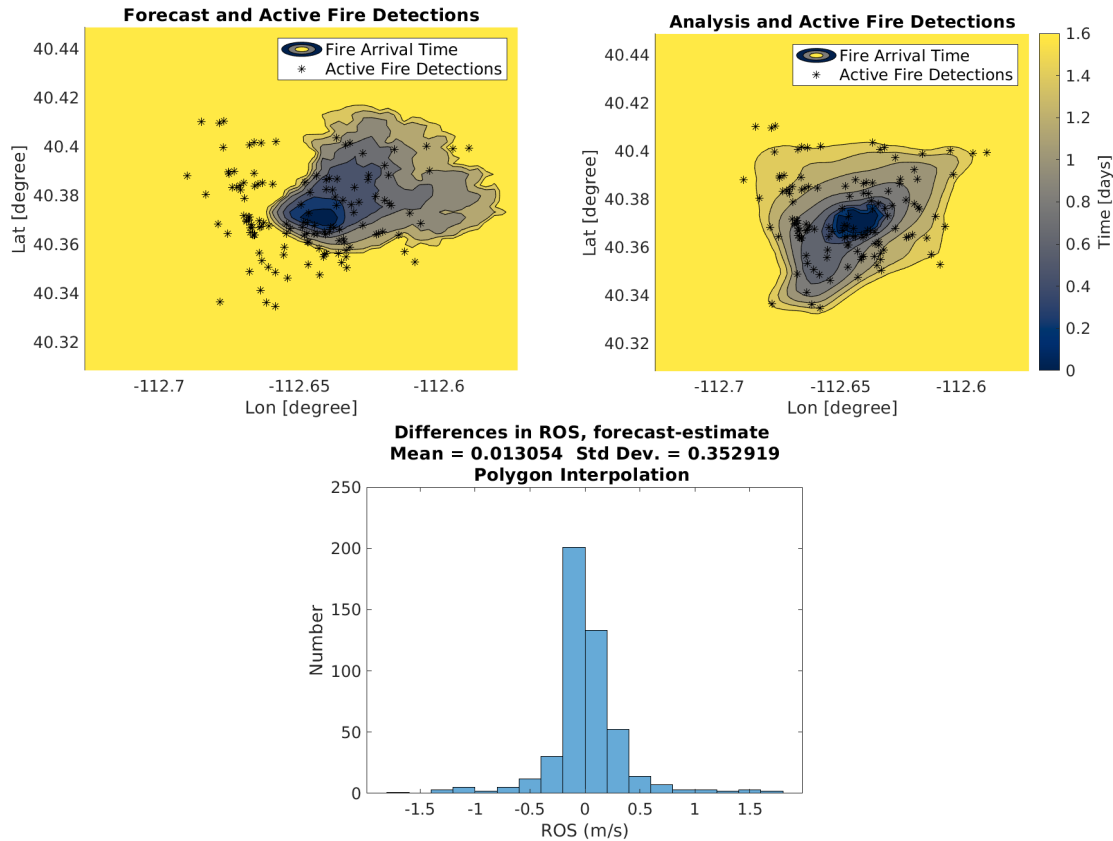 Forecast and Active Fire Detections
Fire Arrival Time
Active Fire Detections
40.44
40.42
40.4
40.38
40.36
40.34
40.32
Lat [degree]
-112.7
-112.65
-112.6
Lon [degree]
Analysis and Active Fire Detections
Fire Arrival Time
Active Fire Detections
40.44
40.42
40.4
40.38
40.36
40.34
40.32
Lat [degree]
-112.7
-112.65
-112.6
Lon [degree]
1.6
1.4
1.2
1
0.8
0.6
0.4
0.2
0
Time [days]
Differences in ROS, forecast-estimate
Mean = 0.013054 Std Dev. = 0.352919
Polygon Interpolation
250
200
150
100
50
0
Number
-1.5
-1
-0.5
0
0.5
1
1.5
ROS (m/s)